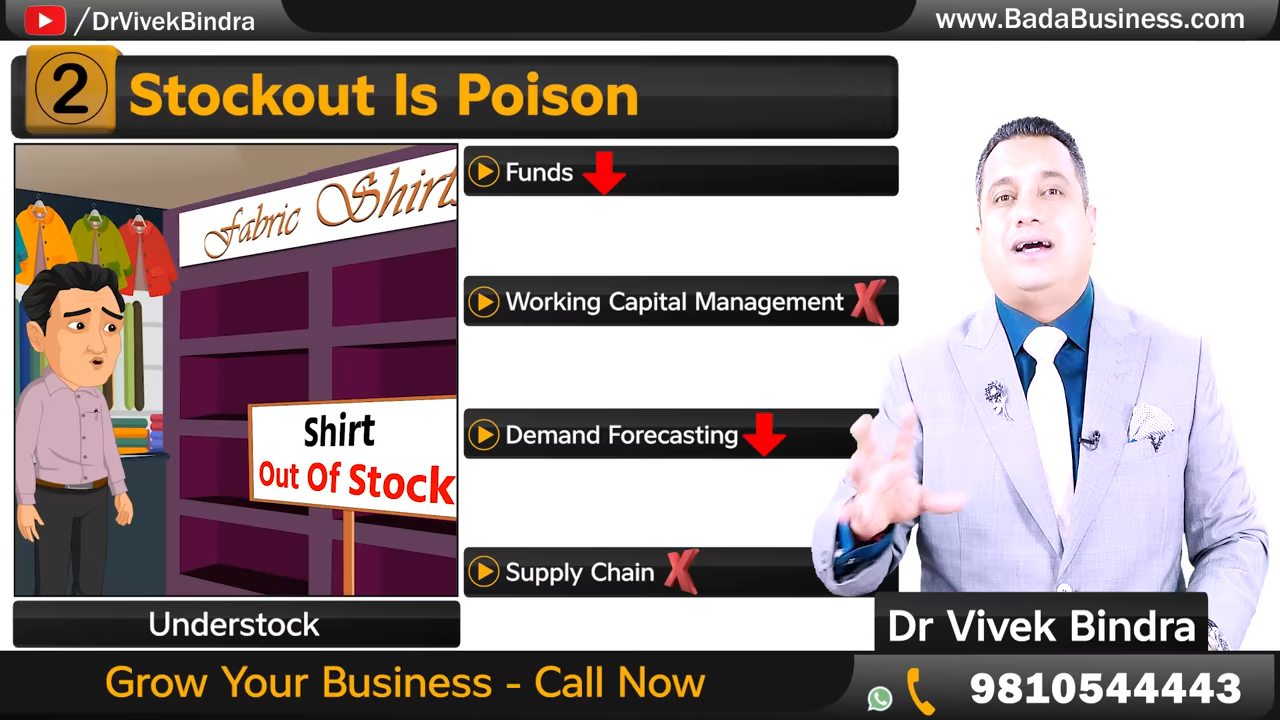 /DrVivekBindra
www.BadaBusiness.com
2 Stockout Is Poison
Fabric Shirts
Shirt
Out Of Stock
Understock
Funds
Working Capital Management X
Demand Forecasting
Supply Chain X
Dr Vivek Bindra
Grow Your Business - Call Now
9810544443